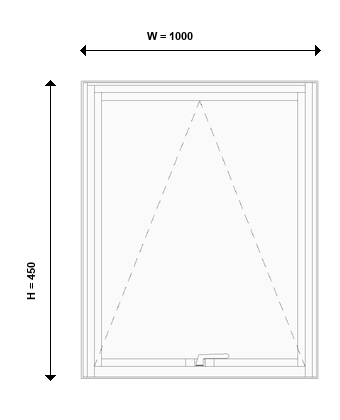 W = 1000
H = 450